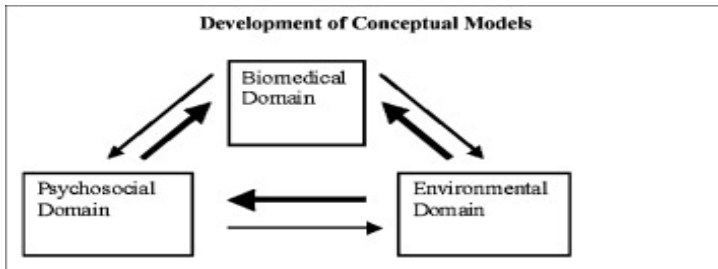 Development of Conceptual Models
Biomedical
Domain
Psychosocial
Domain
Environmental
Domain